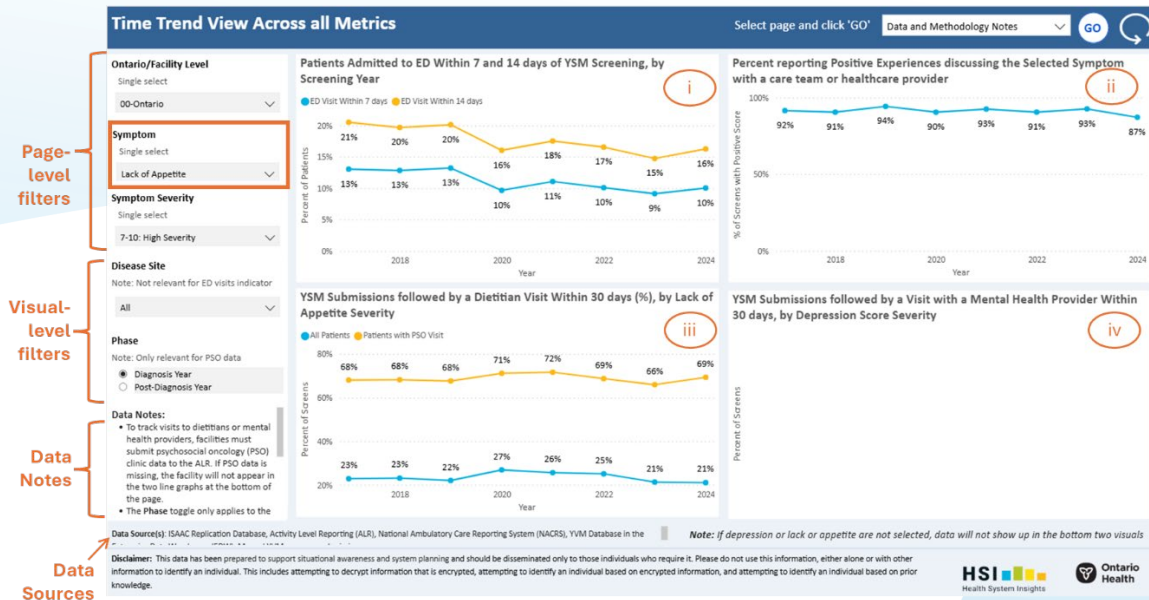 Time Trend View Across all Metrics
Select page and click 'GO'
Data and Methodology Notes
GO
Page-
level
filters
Ontario/Facility Level
Single select
00-Ontario
Symptom
Single select
Lack of Appetite
Symptom Severity
Single select
7-10: High Severity
Visual-
level
filters
Disease Site
Note: Not relevant for ED visits indicator
All
Phase
Note: Only relevant for PSO data
Diagnosis Year
Post-Diagnosis Year
Data
Notes
Data Notes:
• To track visits to dietitians or mental
health providers, facilities must
submit psychosocial oncology (PSO)
clinic data to the ALR. If PSO data is
missing, the facility will not appear in
the two line graphs at the bottom of
the page.
• The Phase toggle only applies to the
Patients Admitted to ED Within 7 and 14 days of YSM Screening, by
Screening Year
i
ED Visit Within 7 days
ED Visit Within 14 days
Percent of Patients
20%
15%
10%
5%
0%
21%
20%
20%
16%
18%
17%
15%
16%
13%
13%
13%
10%
11%
10%
9%
10%
2018
2020
2022
2024
Year
Percent reporting Positive Experiences discussing the Selected Symptom
with a care team or healthcare provider
ii
% of Screens with Positive Score
100%
50%
0%
92%
91%
94%
90%
93%
91%
93%
87%
2018
2020
2022
2024
Year
YSM Submissions followed by a Dietitian Visit Within 30 days (%), by Lack of
Appetite Severity
iii
All Patients
Patients with PSO Visit
Percent of Screens
80%
60%
40%
20%
68%
68%
68%
71%
72%
69%
66%
69%
23%
23%
22%
27%
26%
25%
21%
21%
2018
2020
2022
2024
Year
YSM Submissions followed by a Visit with a Mental Health Provider Within
30 days, by Depression Score Severity
iv
Percent of Screens
Data
Sources
Data Source(s): ISAAC Replication Database, Activity Level Reporting (ALR), National Ambulatory Care Reporting System (NACRS), YVM Database in the
Note: If depression or lack or appetite are not selected, data will not show up in the bottom two visuals
Disclaimer: This data has been prepared to support situational awareness and system planning and should be disseminated only to those individuals who require it. Please do not use this information, either alone or with other
information to identify an individual. This includes attempting to decrypt information that is encrypted, attempting to identify an individual based on encrypted information, and attempting to identify an individual based on prior
knowledge.
HSI
Health System Insights
Ontario
Health